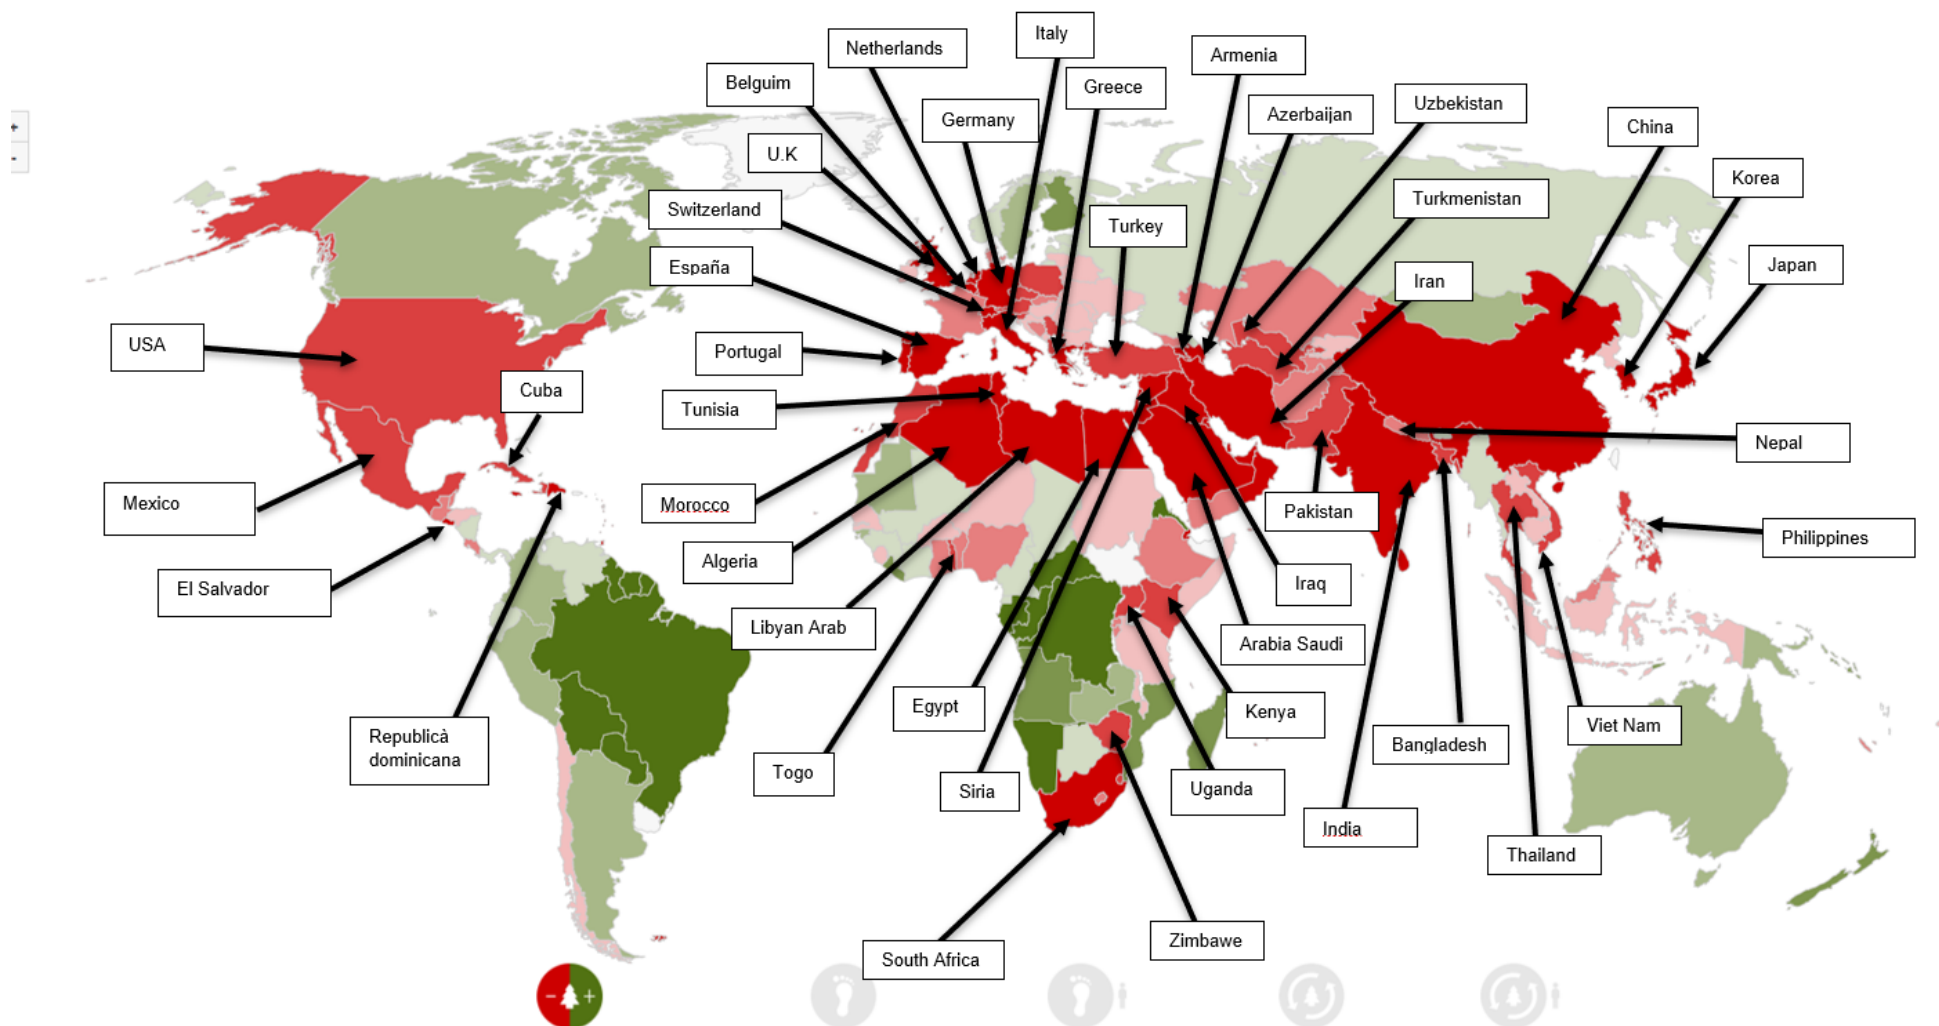 Italy
Netherlands
Armenia
Belguim
Greece
Uzbekistan
Germany
Azerbaijan
China
+
-
U.K
Korea
Switzerland
Turkmenistan
Turkey
España
Iran
Japan
USA
Portugal
Cuba
Tunisia
Nepal
Mexico
Morocco
Pakistan
Philippines
Algeria
El Salvador
Iraq
Libyan Arab
Arabia Saudi
Egypt
Kenya
Viet Nam
Republicà
dominicana
Bangladesh
Togo
Siria
Uganda
India
Thailand
Zimbawe
South Africa
- +